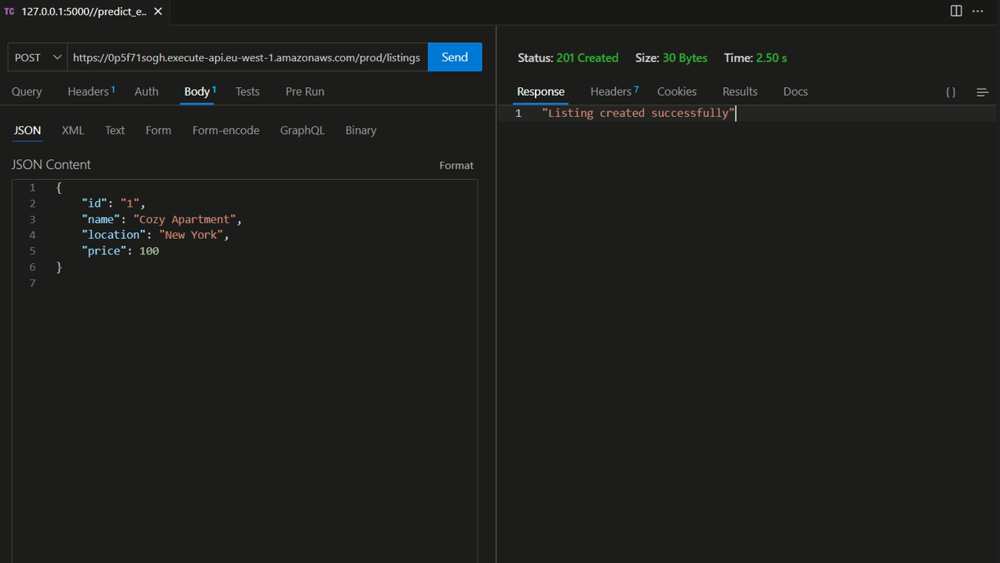 TC 127.0.0.1:5000//predict_e..
POST https://0p5f71sogh.execute-api.eu-west-1.amazonaws.com/prod/listings Send
Query Headers 1 Auth Body 1 Tests Pre Run
JSON XML Text Form Form-encode GraphQL Binary
JSON Content Format
1 {
2 "id": "1",
3 "name": "Cozy Apartment",
4 "location": "New York",
5 "price": 100
6 }
7
Status: 201 Created Size: 30 Bytes Time: 2.50 s
Response Headers 7 Cookies Results Docs { }
1 "Listing created successfully"